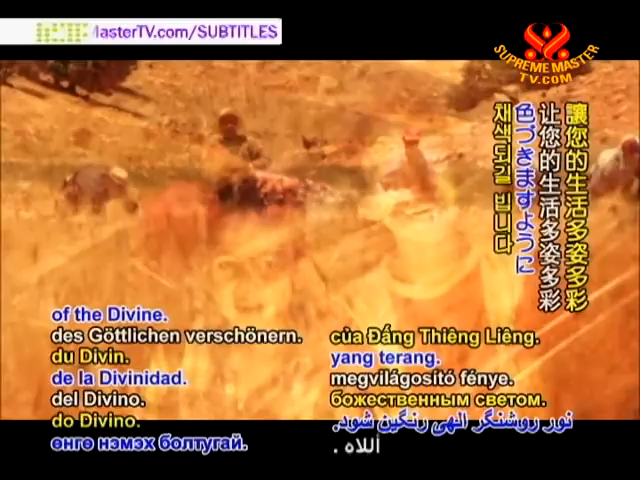 MasterTV.com/SUBTITLES
SUPREME MASTER
TV.COM
讓您的生活多姿多彩
让您的生活多姿多彩
色づきますように
채색되길 빕니다
of the Divine.
des Göttlichen verschönern.
du Divin.
de la Divinidad.
del Divino.
do Divino.
өнгө нэмэх болтугай.
của Đấng Thiêng Liêng.
yang terang.
megvilágosító fénye.
божественным светом.
نور روشنگر الهی رنگین شود.
اللاه .